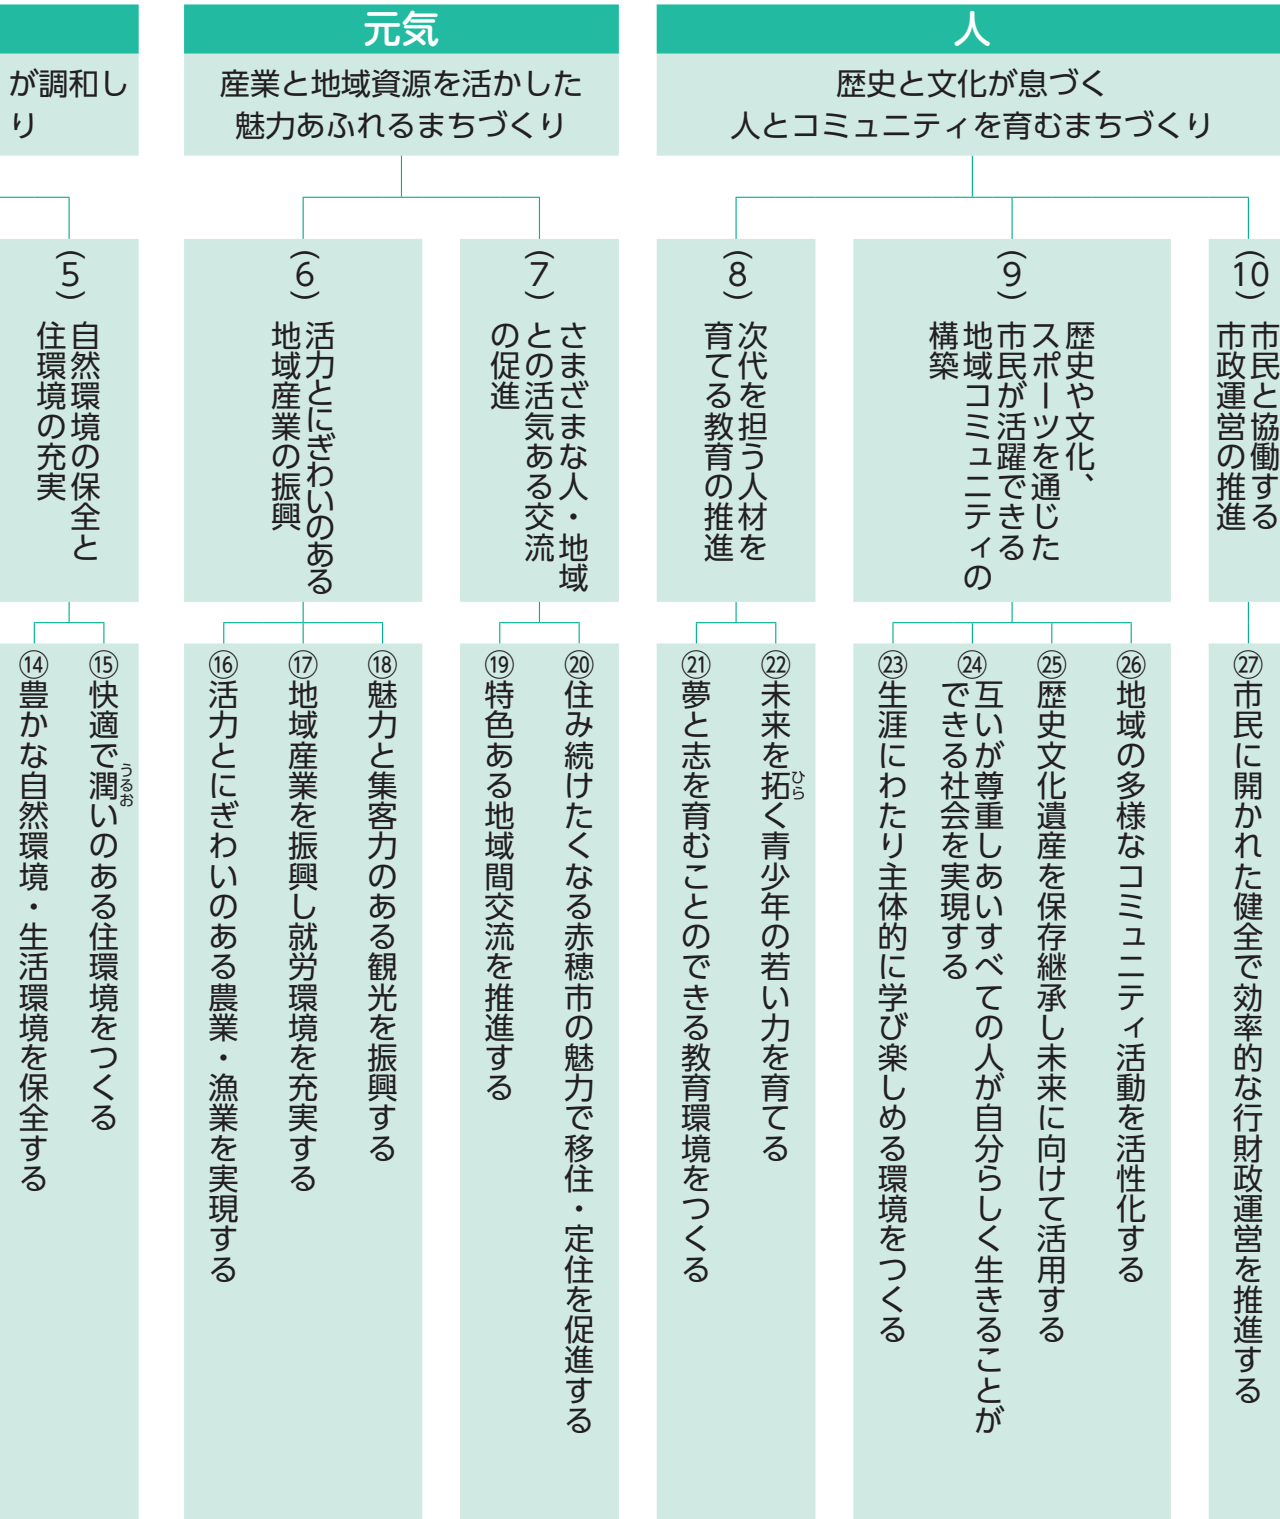 が調和し
り
元気
産業と地域資源を活かした
魅力あふれるまちづくり
人
歴史と文化が息づく
人とコミュニティを育むまちづくり
(5)
自然環境の保全と
住環境の充実
(6)
活力とにぎわいのある
地域産業の振興
(7)
さまざまな人・地域
との活気ある交流
の促進
(8)
次代を担う人材を
育てる教育の推進
(9)
歴史や文化、
スポーツを通じた
市民が活躍できる
地域コミュニティの
構築
(10)
市民と協働する
市政運営の推進
⑭豊かな自然環境・生活環境を保全する
⑮快適で潤いのある住環境をつくる
うるお
⑯活力とにぎわいのある農業・漁業を実現する
⑰地域産業を振興し就労環境を充実する
⑱魅力と集客力のある観光を振興する
⑲特色ある地域間交流を推進する
⑳住み続けたくなる赤穂市の魅力で移住・定住を促進する
㉑夢と志を育むことのできる教育環境をつくる
㉒未来を拓く青少年の若い力を育てる
ひら
㉓生涯にわたり主体的に学び楽しめる環境をつくる
㉔互いが尊重しあいすべての人が自分らしく生きることが
できる社会を実現する
㉕歴史文化遺産を保存継承し未来に向けて活用する
㉖地域の多様なコミュニティ活動を活性化する
㉗市民に開かれた健全で効率的な行財政運営を推進する